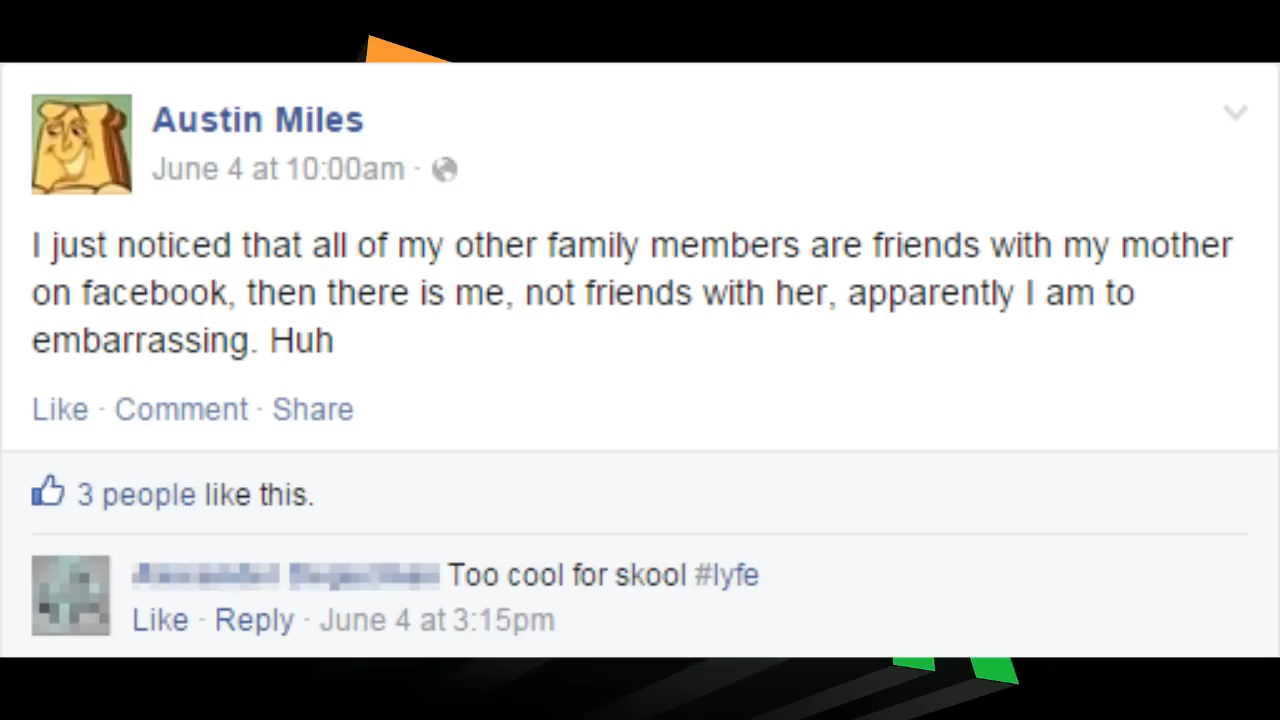 Austin Miles
June 4 at 10:00am ·
I just noticed that all of my other family members are friends with my mother
on facebook, then there is me, not friends with her, apparently I am to
embarrassing. Huh
Like · Comment · Share
3 people like this.
Too cool for skool #lyfe
Like · Reply · June 4 at 3:15pm